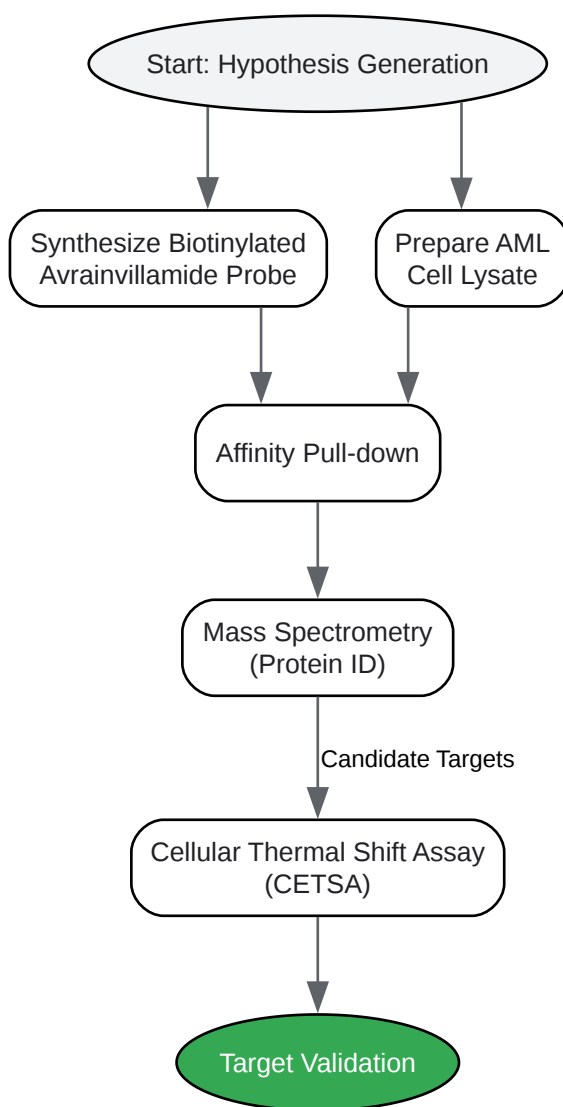 Start: Hypothesis Generation
Synthesize Biotinylated
Avrainvillamide Probe
Prepare AML
Cell Lysate
Affinity Pull-down
Mass Spectrometry
(Protein ID)
Candidate Targets
Cellular Thermal Shift Assay
(CETSA)
Target Validation